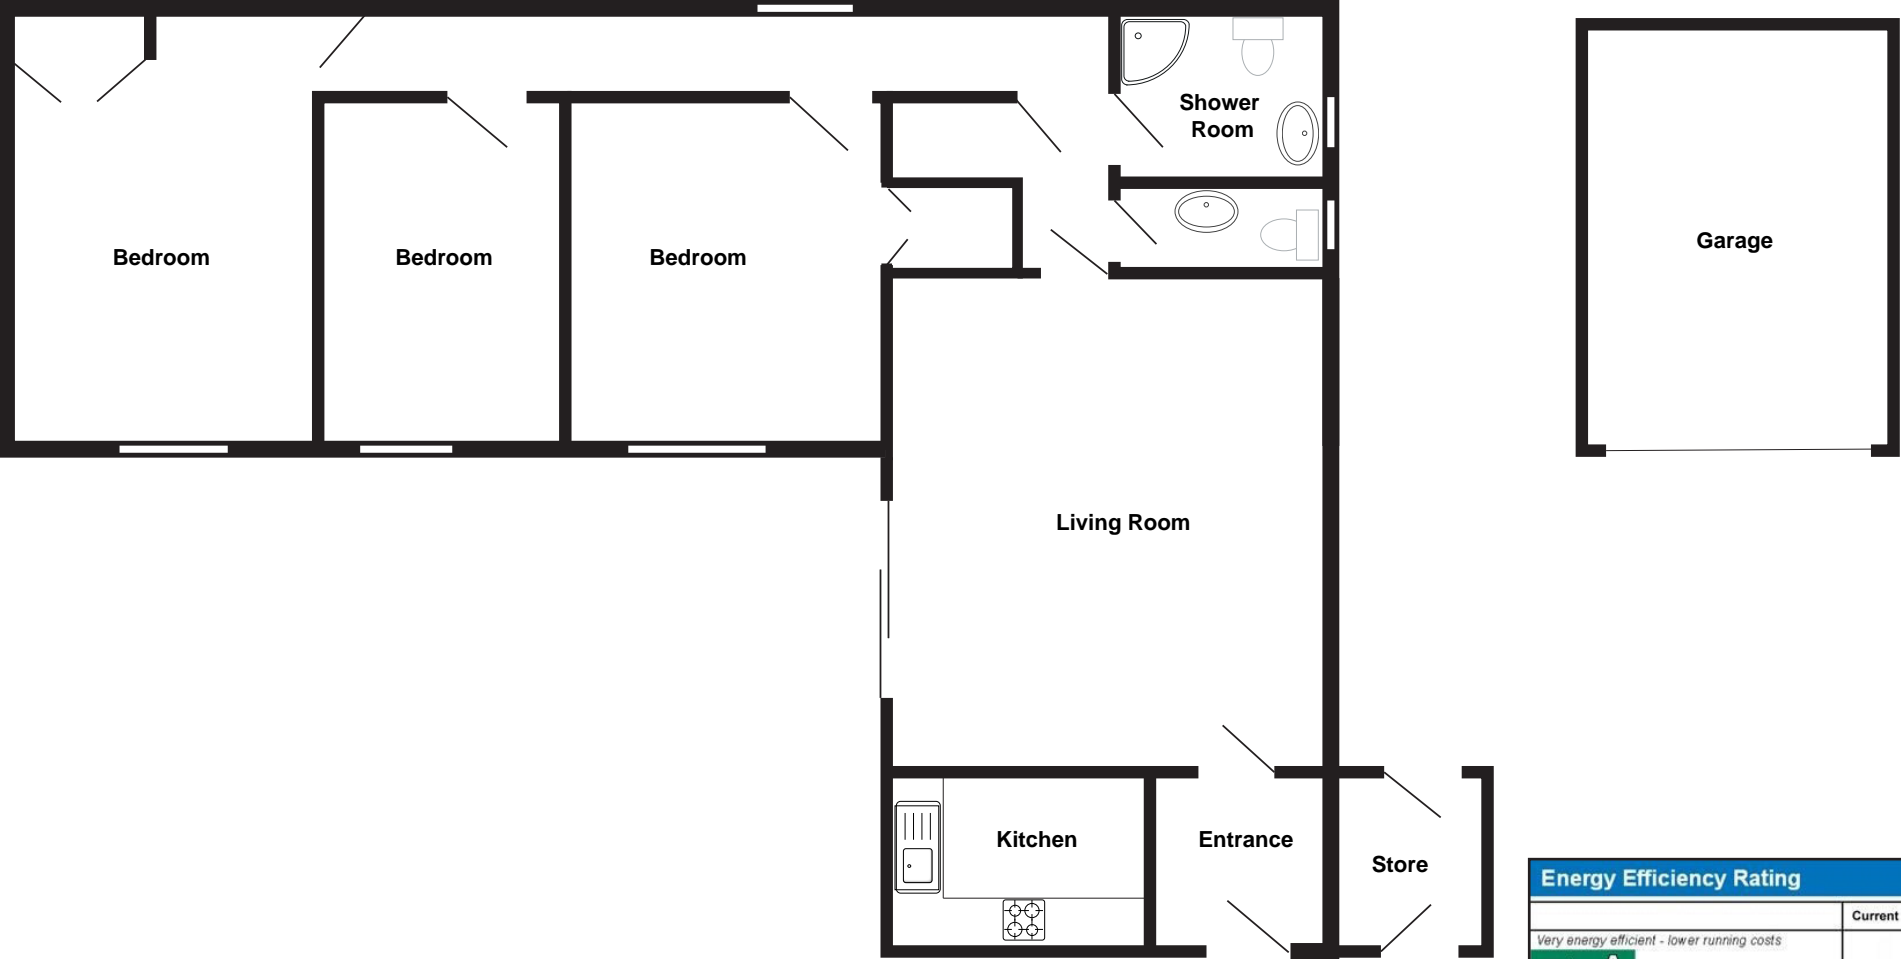 Shower
Room
Bedroom
Bedroom
Bedroom
Garage
Living Room
Kitchen
Entrance
Store
Energy Efficiency Rating
Current
Very energy efficient - lower running costs